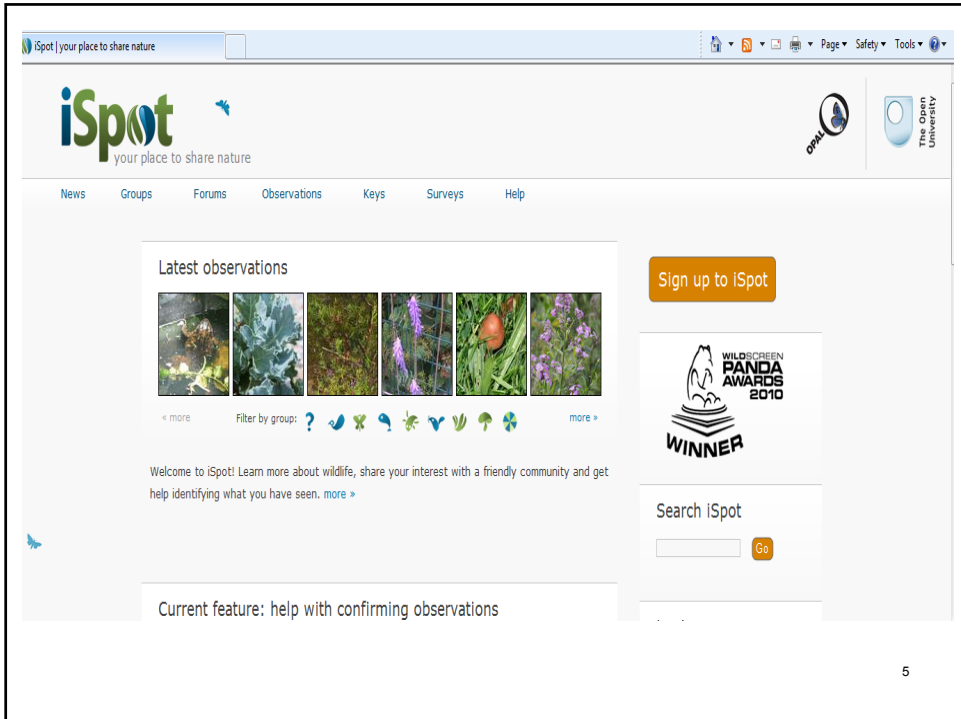 iSpot | your place to share nature
Page Safety Tools
iSpot
your place to share nature
OPAL
The Open
University
News Groups Forums Observations Keys Surveys Help
Latest observations
« more Filter by group: ? more »
Welcome to iSpot! Learn more about wildlife, share your interest with a friendly community and get
help identifying what you have seen. more »
Current feature: help with confirming observations
Sign up to iSpot
WILDSCREEN
PANDA
AWARDS
2010
WINNER
Search iSpot
Go
5